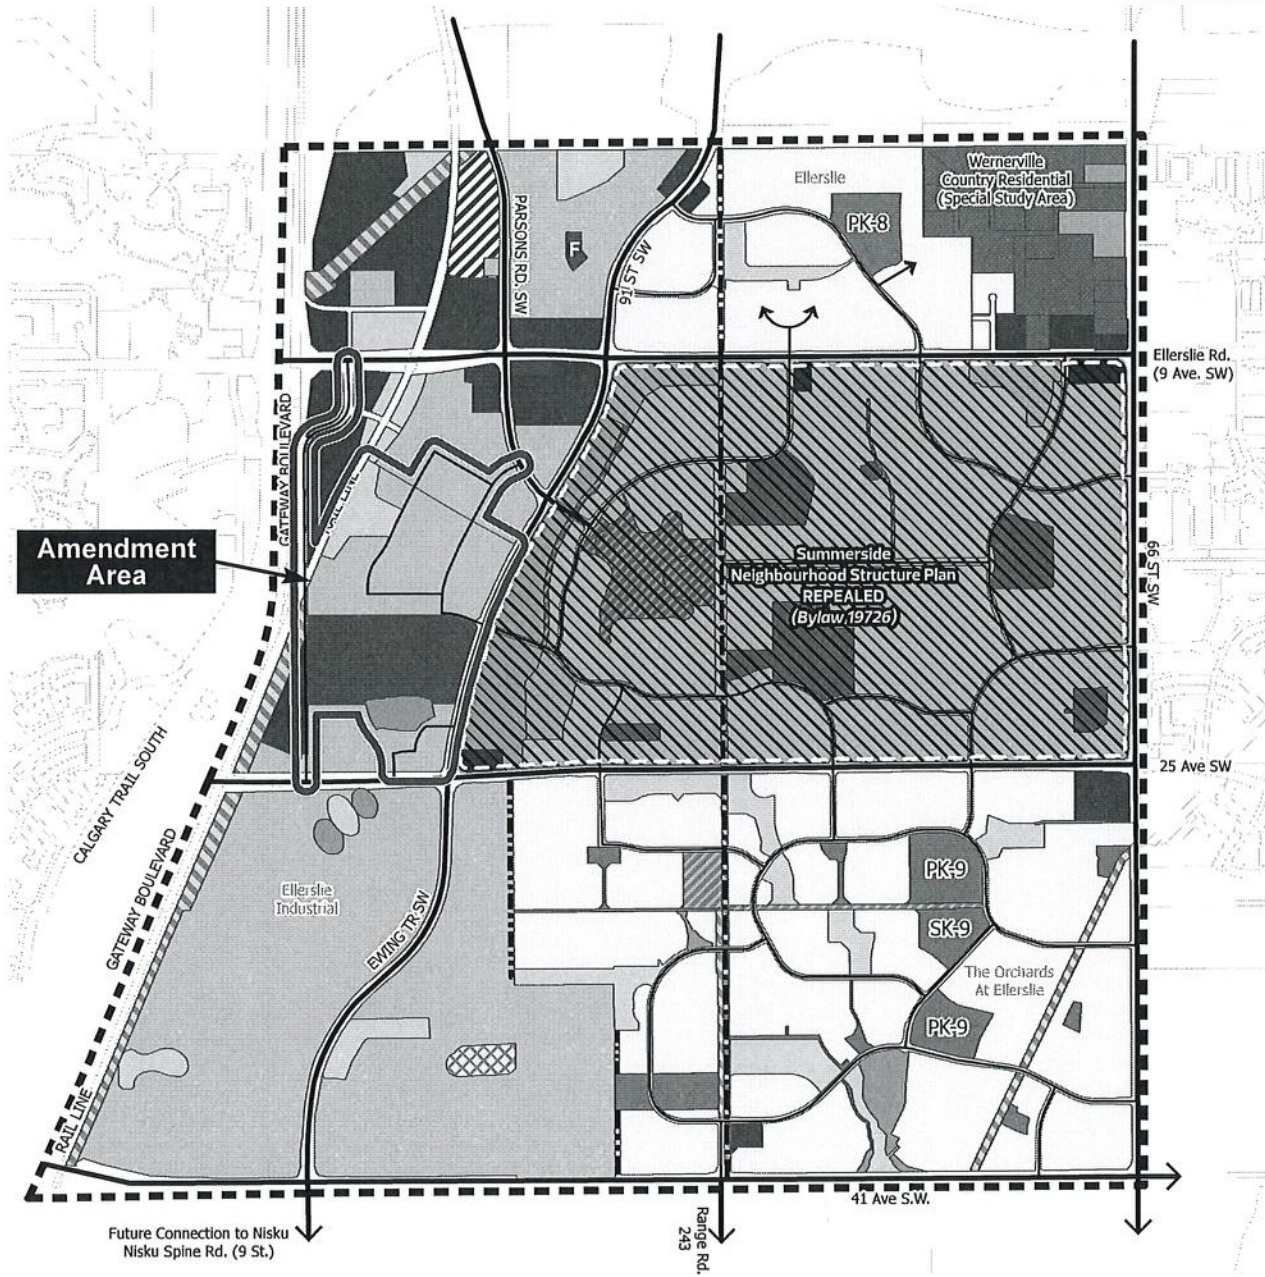 Wernerville
Country Residential
(Special Study Area)
Ellerslie
PK-8
PARSONS RD. SW
F
91 ST SW
Ellerslie Rd.
(9 Ave. SW)
GATEWAY BOULEVARD
LINE
Amendment
Area
Summerside
Neighbourhood Structure Plan
REPEALED
(Bylaw,19726)
66 ST SW
25 Ave SW
CALGARY TRAIL SOUTH
GATEWAY BOULEVARD
Ellerslie
Industrial
EWING TR SW
PK-9
SK-9
The Orchards
At Ellerslie
PK-9
RAIL LINE
41 Ave S.W.
Future Connection to Nisku
Nisku Spine Rd. (9 St.)
Range Rd.
243